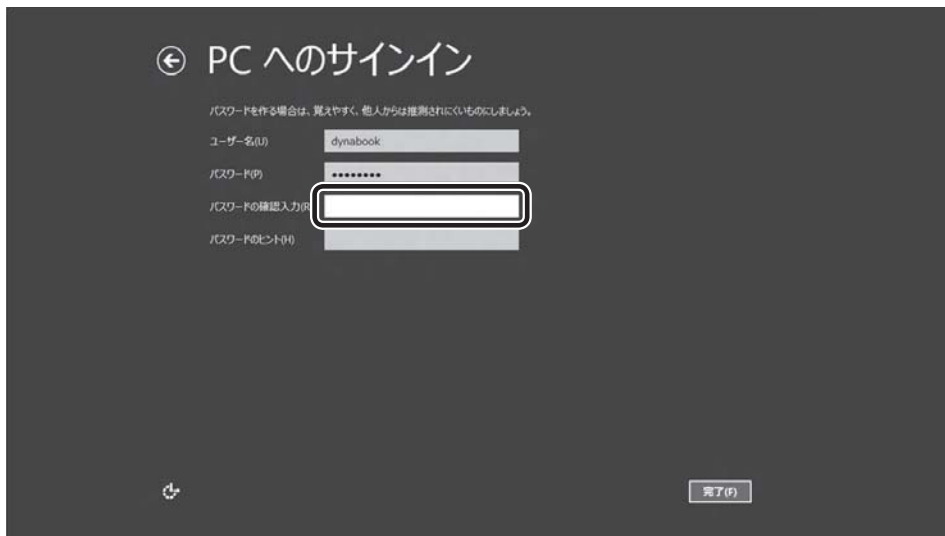 PC へのサインイン
パスワードを作る場合は、覚えやすく、他人からは推測されにくいものにしましょう。
ユーザー名(U)
dynabook
パスワード(P)
••••••••
パスワードの確認入力(R
パスワードのヒント(H)
完了(F)